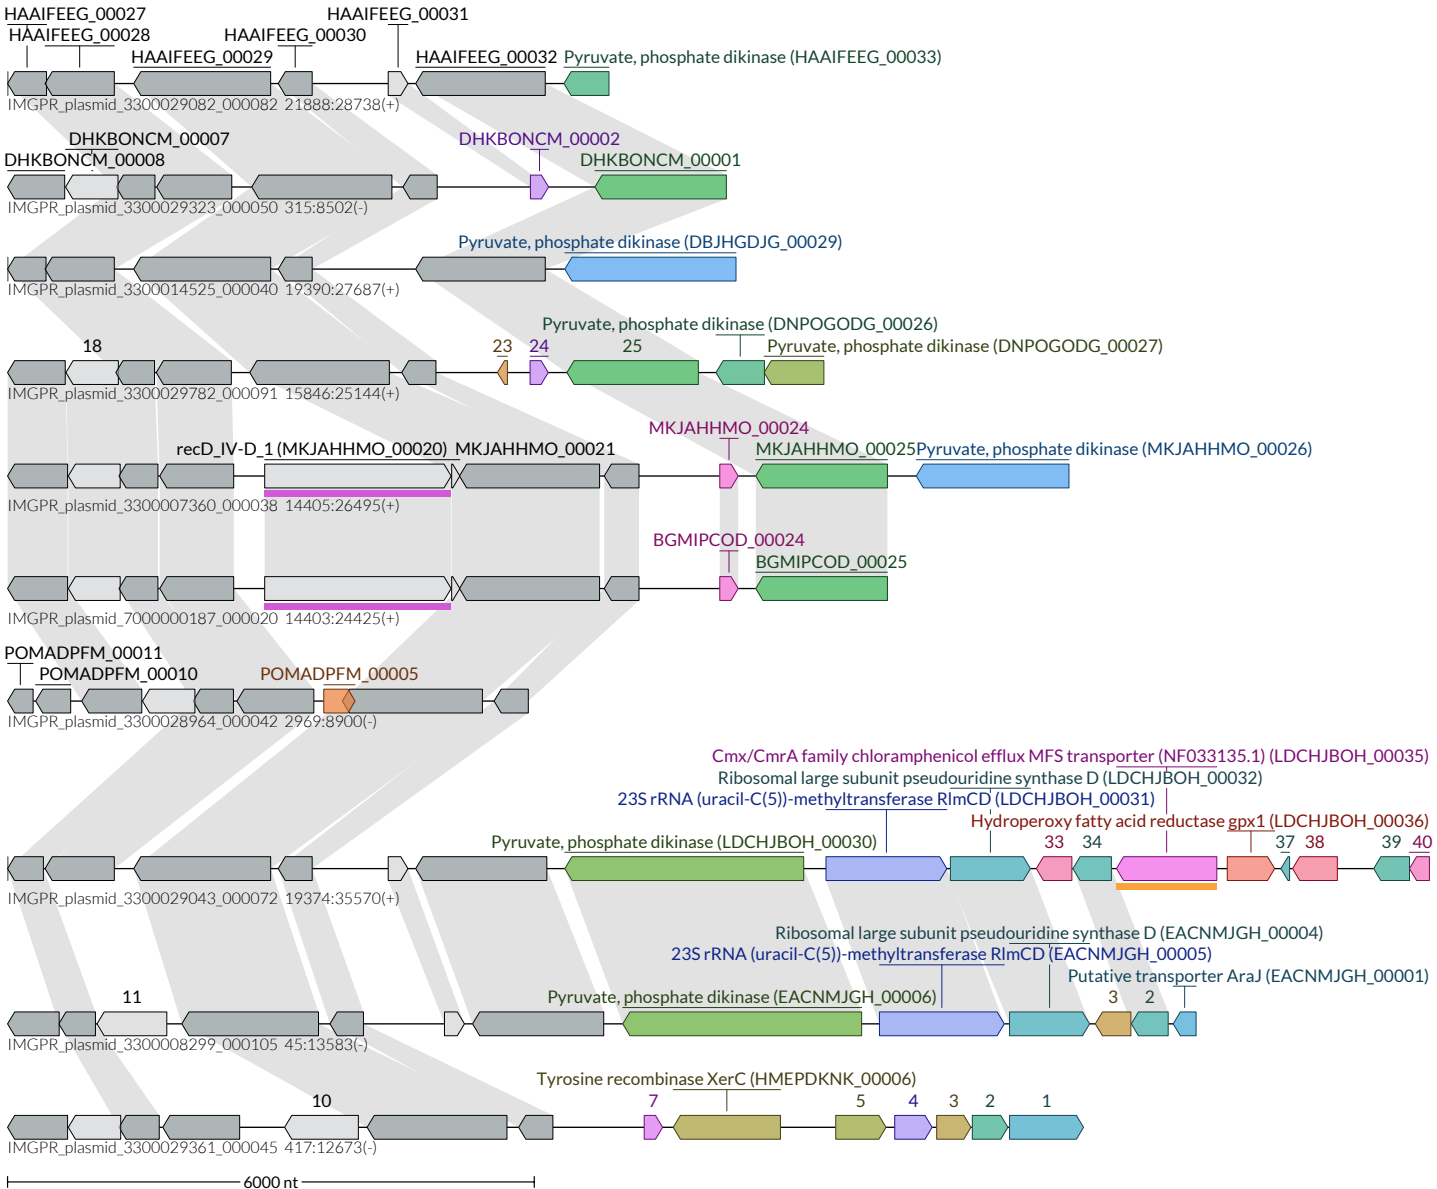 HAAIFEEG_00027 HAAIFEEG_00031
HAAIFEEG_00028 HAAIFEEG_00030
HAAIFEEG_00029 HAAIFEEG_00032 Pyruvate, phosphate dikinase (HAAIFEEG_00033)
IMGPR_plasmid_3300029082_000082 21888:28738(+)
DHKBONCM_00007 DHKBONCM_00002
DHKBONCM_00008 DHKBONCM_00001
IMGPR_plasmid_3300029323_000050 315:8502(-)
Pyruvate, phosphate dikinase (DBJHGDJG_00029)
IMGPR_plasmid_3300014525_000040 19390:27687(+)
Pyruvate, phosphate dikinase (DNPOGODG_00026)
18 23 24 25 Pyruvate, phosphate dikinase (DNPOGODG_00027)
IMGPR_plasmid_3300029782_000091 15846:25144(+)
MKJAHHMO_00024
recD_IV-D_1 (MKJAHHMO_00020) MKJAHHMO_00021 MKJAHHMO_00025 Pyruvate, phosphate dikinase (MKJAHHMO_00026)
IMGPR_plasmid_3300007360_000038 14405:26495(+)
BGMIPCOD_00024
BGMIPCOD_00025
IMGPR_plasmid_7000000187_000020 14403:24425(+)
POMADPFM_00011
POMADPFM_00010 POMADPFM_00005
IMGPR_plasmid_3300028964_000042 2969:8900(-)
Cmx/CmrA family chloramphenicol efflux MFS transporter (NF033135.1) (LDCHJBOH_00035)
Ribosomal large subunit pseudouridine synthase D (LDCHJBOH_00032)
23S rRNA (uracil-C(5))-methyltransferase RlmCD (LDCHJBOH_00031)
Hydroperoxy fatty acid reductase gpx1 (LDCHJBOH_00036)
Pyruvate, phosphate dikinase (LDCHJBOH_00030) 33 34 37 38 39 40
IMGPR_plasmid_3300029043_000072 19374:35570(+)
Ribosomal large subunit pseudouridine synthase D (EACNMJGH_00004)
23S rRNA (uracil-C(5))-methyltransferase RlmCD (EACNMJGH_00005)
Putative transporter AraJ (EACNMJGH_00001)
11 Pyruvate, phosphate dikinase (EACNMJGH_00006) 3 2
IMGPR_plasmid_3300008299_000105 45:13583(-)
Tyrosine recombinase XerC (HMEPDKNK_00006)
10 7 5 4 3 2 1
IMGPR_plasmid_3300029361_000045 417:12673(-)
6000 nt